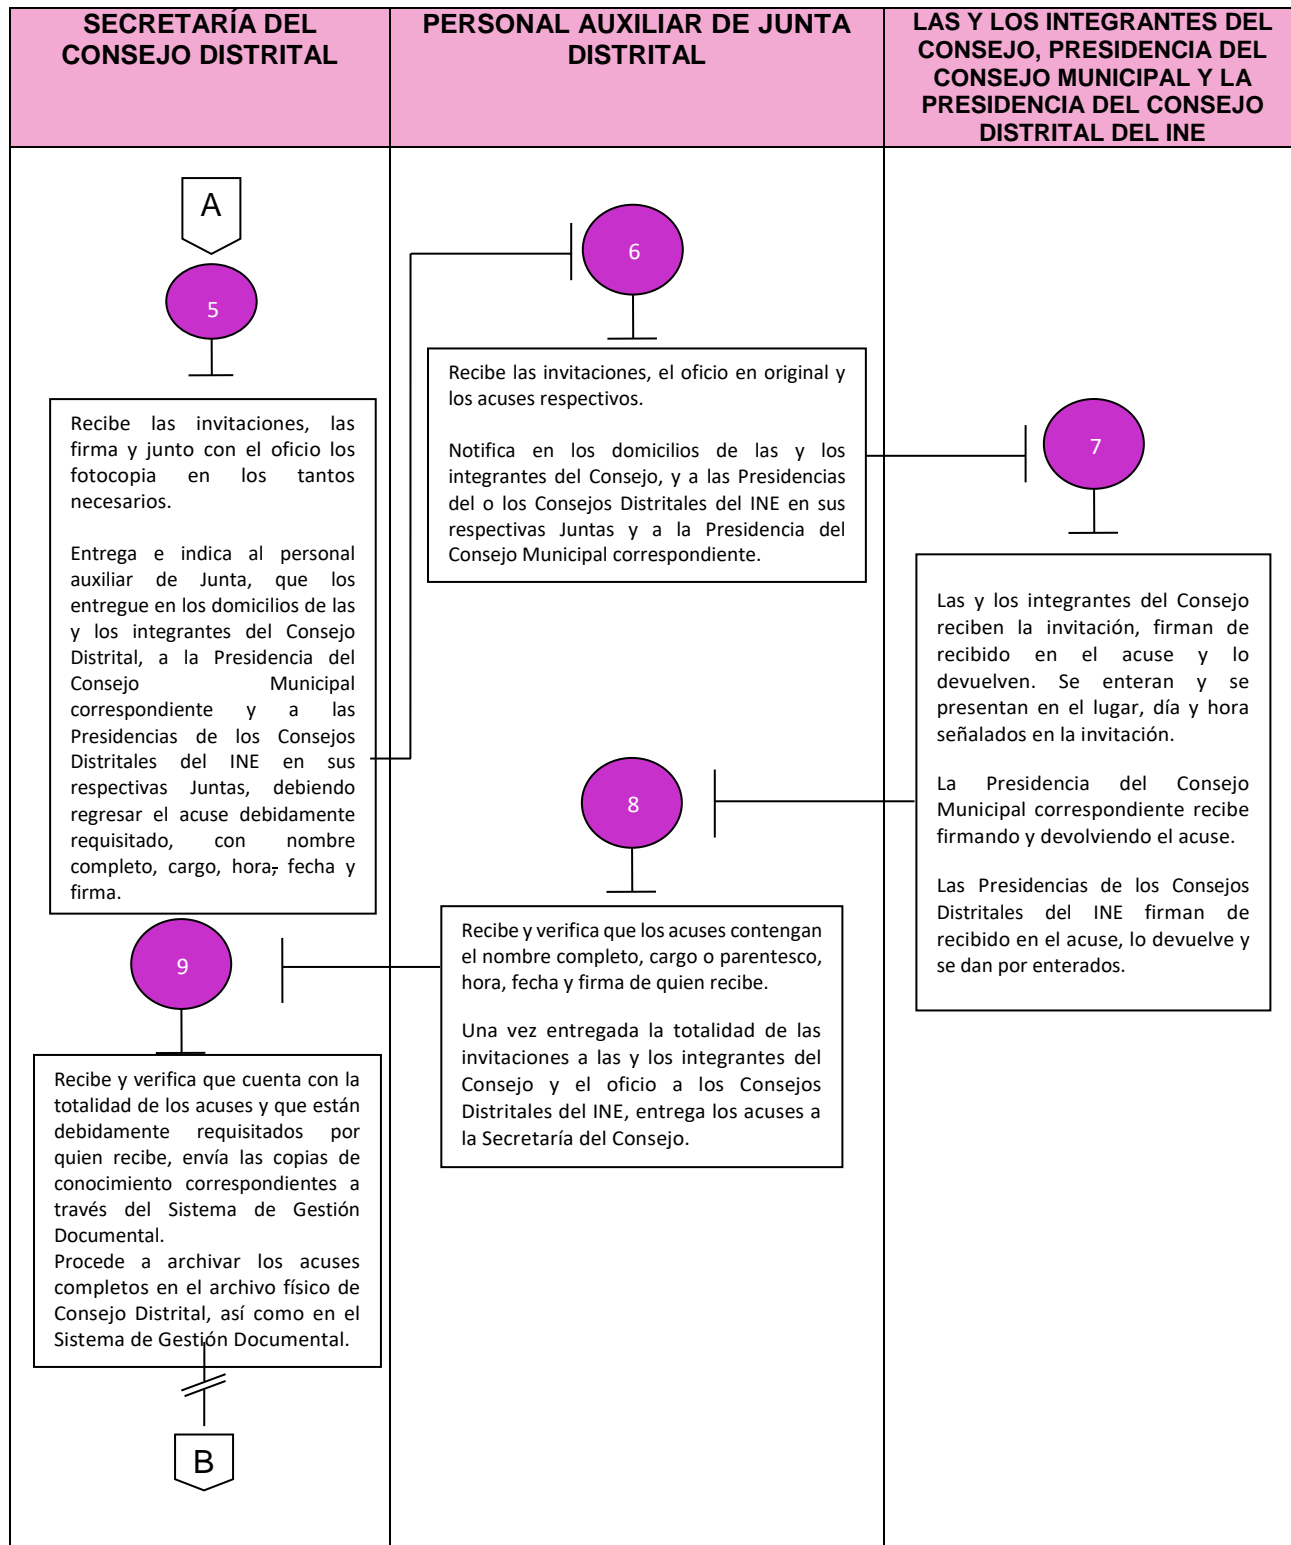 SECRETARÍA DEL
CONSEJO DISTRITAL
PERSONAL AUXILIAR DE JUNTA
DISTRITAL
LAS Y LOS INTEGRANTES DEL
CONSEJO, PRESIDENCIA DEL
CONSEJO MUNICIPAL Y LA
PRESIDENCIA DEL CONSEJO
DISTRITAL DEL INE
A
5
Recibe las invitaciones, las
firma y junto con el oficio los
fotocopia en los tantos
necesarios.
Entrega e indica al personal
auxiliar de Junta, que los
entregue en los domicilios de las
y los integrantes del Consejo
Distrital, a la Presidencia del
Consejo Municipal
correspondiente y a las
Presidencias de los Consejos
Distritales del INE en sus
respectivas Juntas, debiendo
regresar el acuse debidamente
requisitado, con nombre
completo, cargo, hora, fecha y
firma.
6
Recibe las invitaciones, el oficio en original y
los acuses respectivos.
Notifica en los domicilios de las y los
integrantes del Consejo, y a las Presidencias
del o los Consejos Distritales del INE en sus
respectivas Juntas y a la Presidencia del
Consejo Municipal correspondiente.
7
Las y los integrantes del Consejo
reciben la invitación, firman de
recibido en el acuse y lo
devuelven. Se enteran y se
presentan en el lugar, día y hora
señalados en la invitación.
La Presidencia del Consejo
Municipal correspondiente recibe
firmando y devolviendo el acuse.
Las Presidencias de los Consejos
Distritales del INE firman de
recibido en el acuse, lo devuelve y
se dan por enterados.
8
Recibe y verifica que los acuses contengan
el nombre completo, cargo o parentesco,
hora, fecha y firma de quien recibe.
Una vez entregada la totalidad de las
invitaciones a las y los integrantes del
Consejo y el oficio a los Consejos
Distritales del INE, entrega los acuses a
la Secretaría del Consejo.
9
Recibe y verifica que cuenta con la
totalidad de los acuses y que están
debidamente requisitados por
quien recibe, envía las copias de
conocimiento correspondientes a
través del Sistema de Gestión
Documental.
Procede a archivar los acuses
completos en el archivo físico de
Consejo Distrital, así como en el
Sistema de Gestión Documental.
B